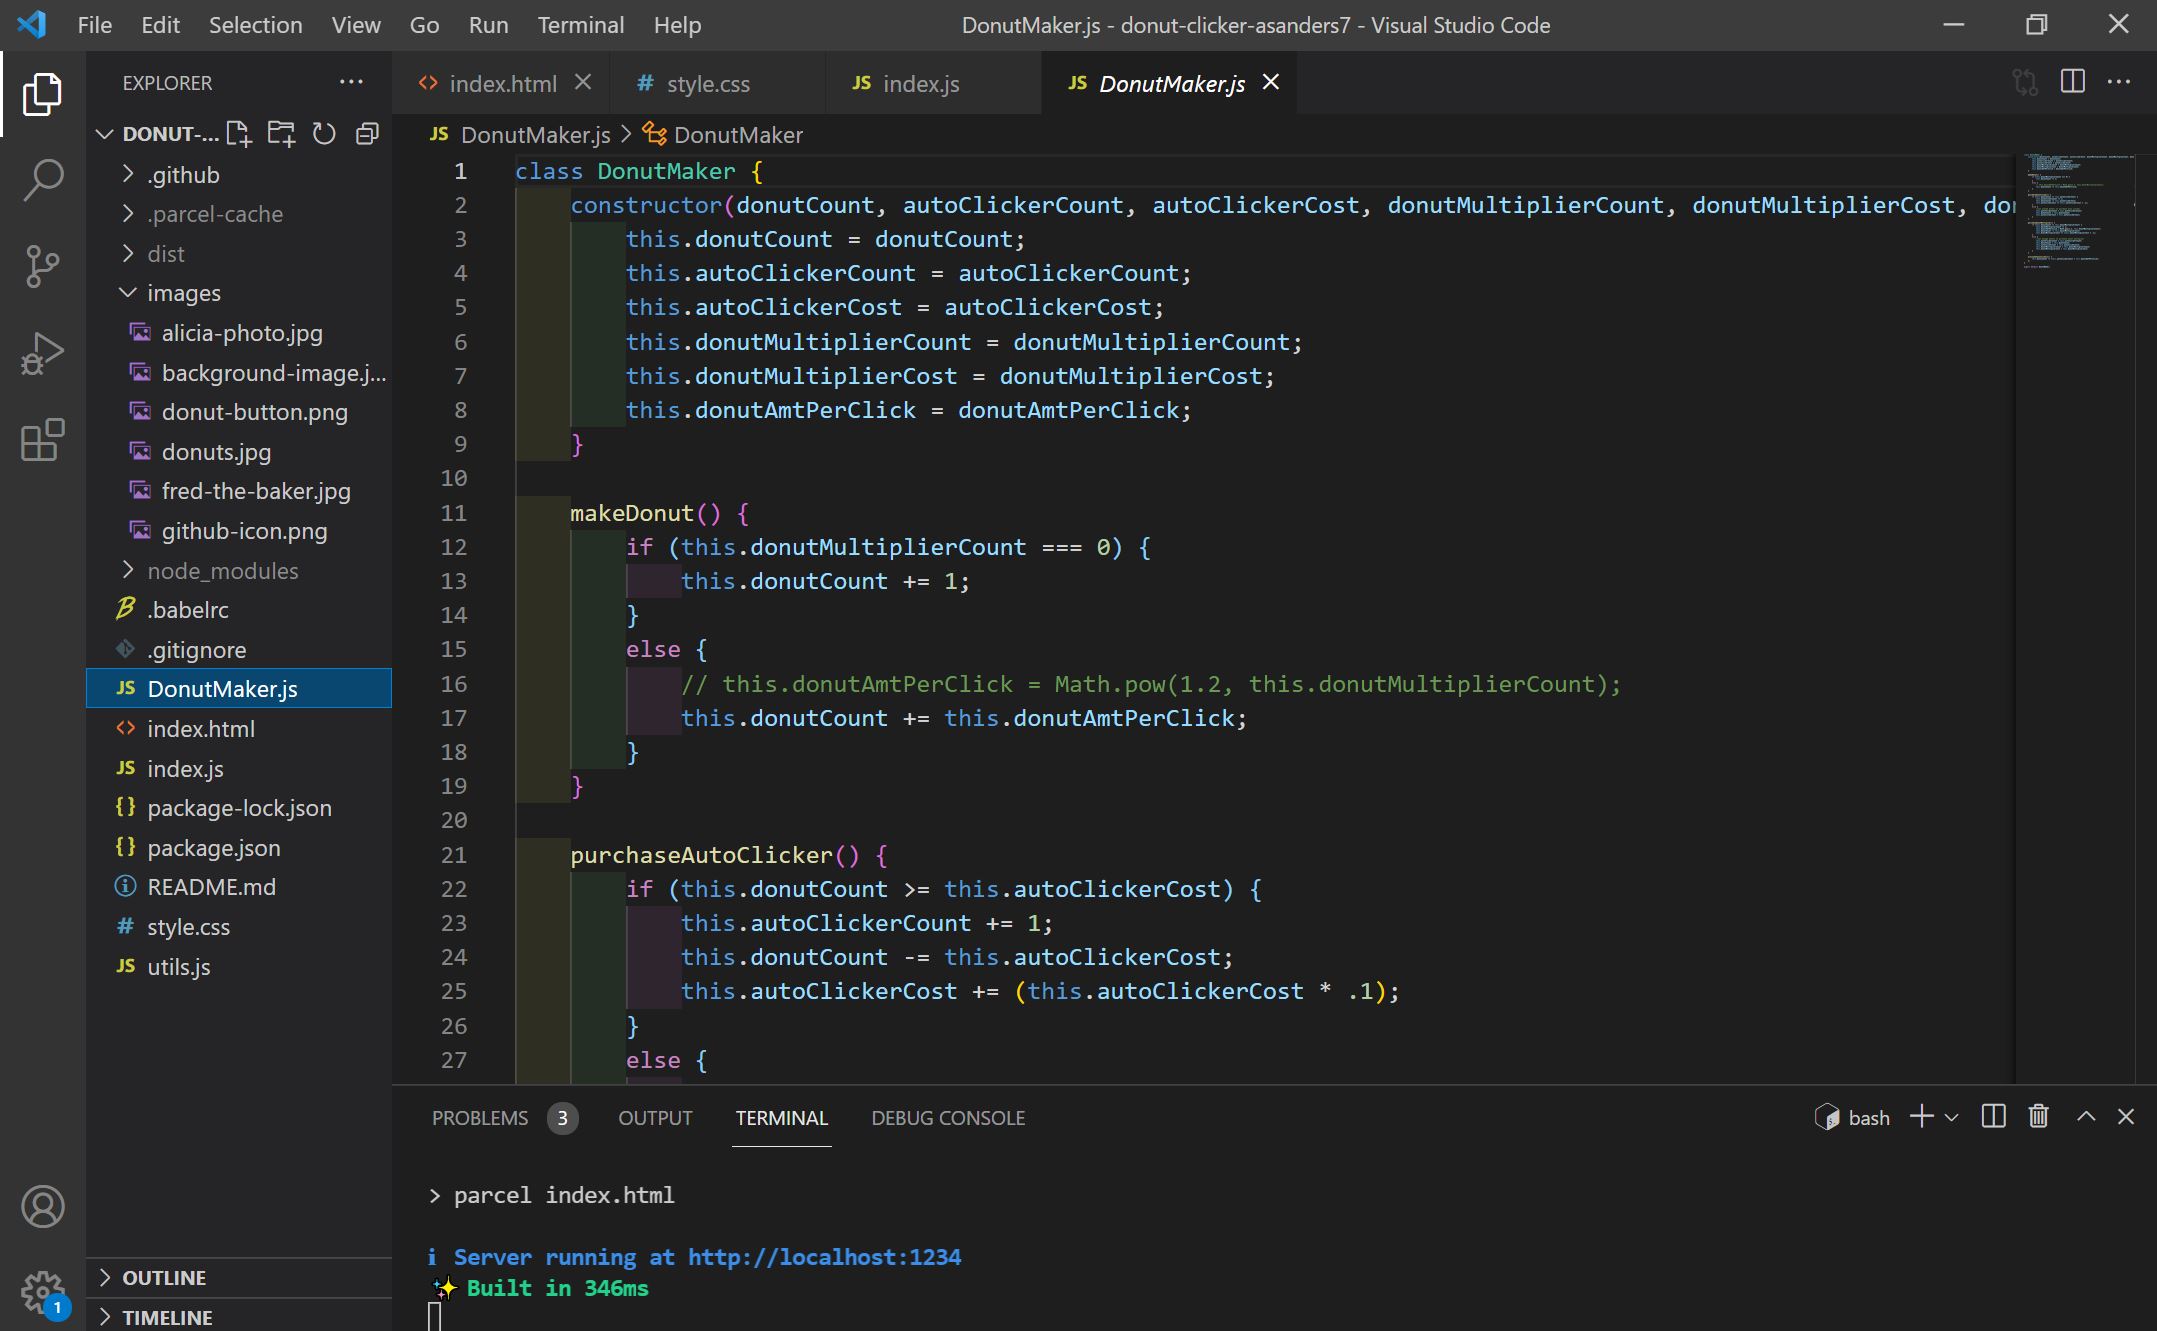 File Edit Selection View Go Run Terminal Help DonutMaker.js - donut-clicker-asanders7 - Visual Studio Code
EXPLORER
index.html
style.css
JS index.js
JS DonutMaker.js
DONUT-...
.github
.parcel-cache
dist
images
alicia-photo.jpg
background-image.j...
donut-button.png
donuts.jpg
fred-the-baker.jpg
github-icon.png
node_modules
.babelrc
.gitignore
JS DonutMaker.js
index.html
JS index.js
{} package-lock.json
{} package.json
README.md
# style.css
JS utils.js
OUTLINE
TIMELINE
1
JS DonutMaker.js > DonutMaker
1 class DonutMaker {
2 constructor(donutCount, autoClickerCount, autoClickerCost, donutMultiplierCount, donutMultiplierCost, don
3 this.donutCount = donutCount;
4 this.autoClickerCount = autoClickerCount;
5 this.autoClickerCost = autoClickerCost;
6 this.donutMultiplierCount = donutMultiplierCount;
7 this.donutMultiplierCost = donutMultiplierCost;
8 this.donutAmtPerClick = donutAmtPerClick;
9 }
10
11 makeDonut() {
12 if (this.donutMultiplierCount === 0) {
13 this.donutCount += 1;
14 }
15 else {
16 // this.donutAmtPerClick = Math.pow(1.2, this.donutMultiplierCount);
17 this.donutCount += this.donutAmtPerClick;
18 }
19 }
20
21 purchaseAutoClicker() {
22 if (this.donutCount >= this.autoClickerCost) {
23 this.autoClickerCount += 1;
24 this.donutCount -= this.autoClickerCost;
25 this.autoClickerCost += (this.autoClickerCost * .1);
26 }
27 else {
PROBLEMS 3 OUTPUT TERMINAL DEBUG CONSOLE bash
> parcel index.html
i Server running at http://localhost:1234
✨ Built in 346ms